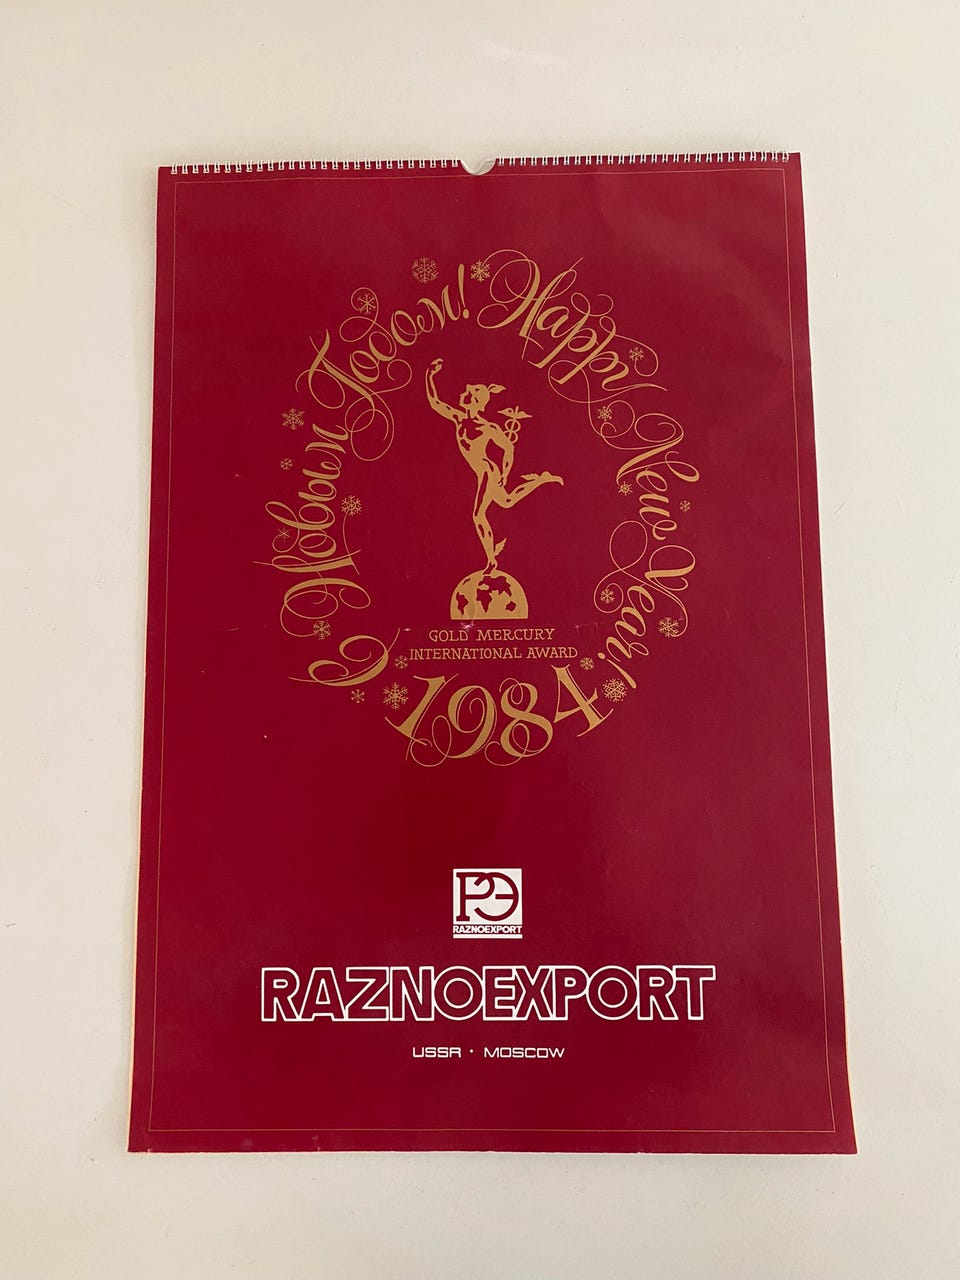 С Новым Годом! Happy New Year!
GOLD MERCURY
INTERNATIONAL AWARD
1984
РЭ
RAZNOEXPORT
RAZNOEXPORT
USSR • MOSCOW